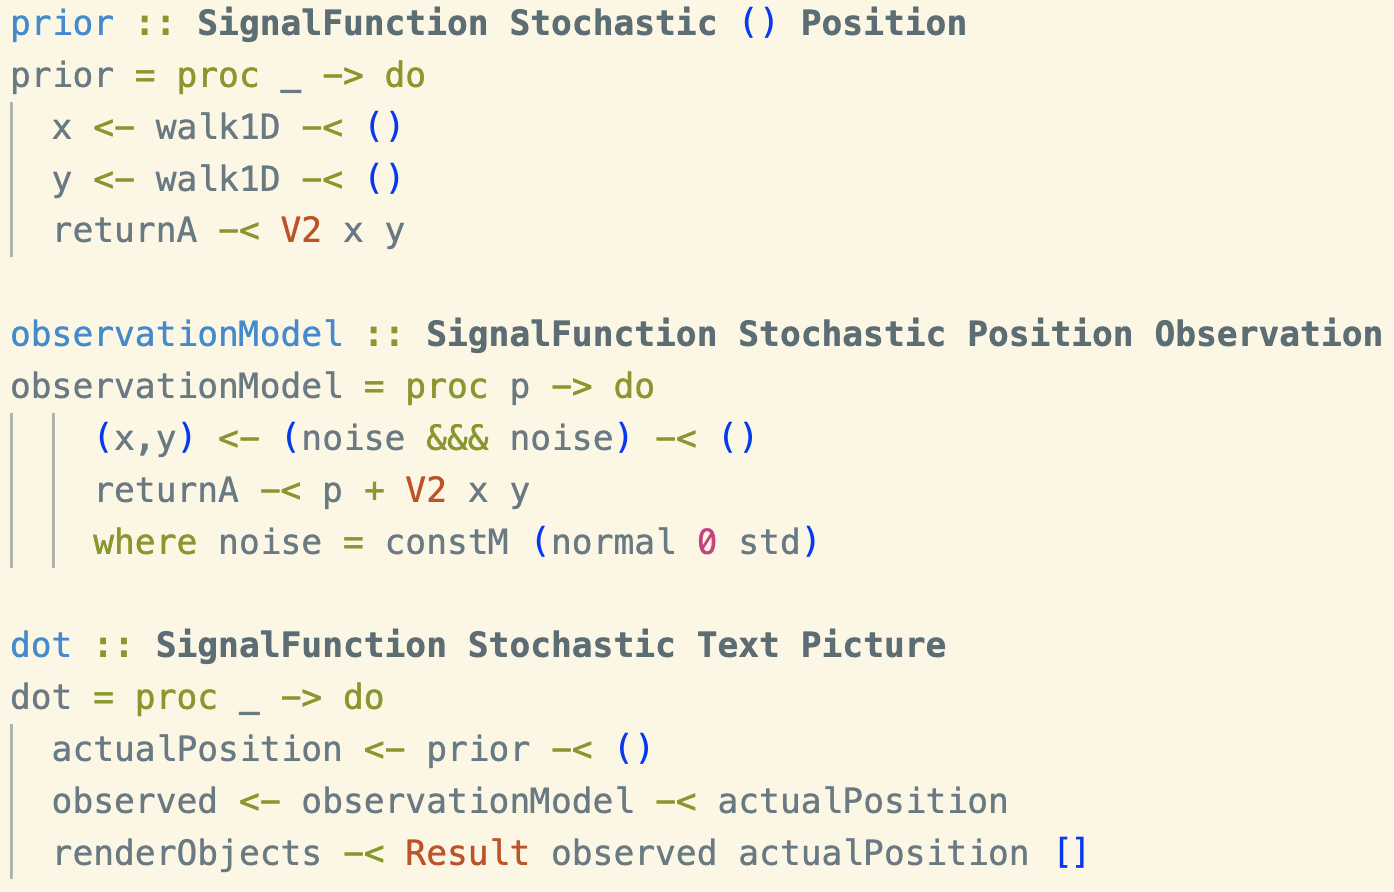 prior :: SignalFunction Stochastic () Position
prior = proc _ -> do
  x <- walk1D -< ()
  y <- walk1D -< ()
  returnA -< V2 x y

observationModel :: SignalFunction Stochastic Position Observation
observationModel = proc p -> do
    (x,y) <- (noise &&& noise) -< ()
    returnA -< p + V2 x y
    where noise = constM (normal 0 std)

dot :: SignalFunction Stochastic Text Picture
dot = proc _ -> do
  actualPosition <- prior -< ()
  observed <- observationModel -< actualPosition
  renderObjects -< Result observed actualPosition []